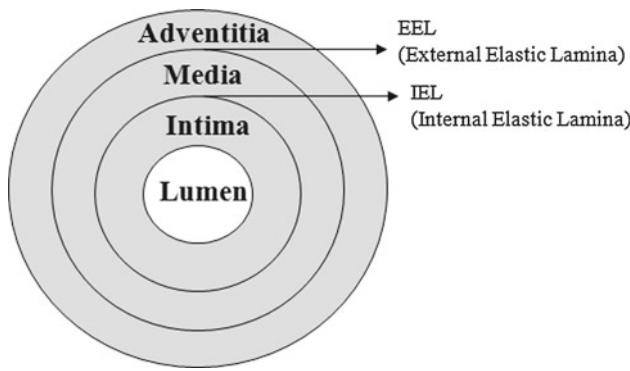 Adventitia
EEL
(External Elastic Lamina)
Media
IEL
(Internal Elastic Lamina)
Intima
Lumen